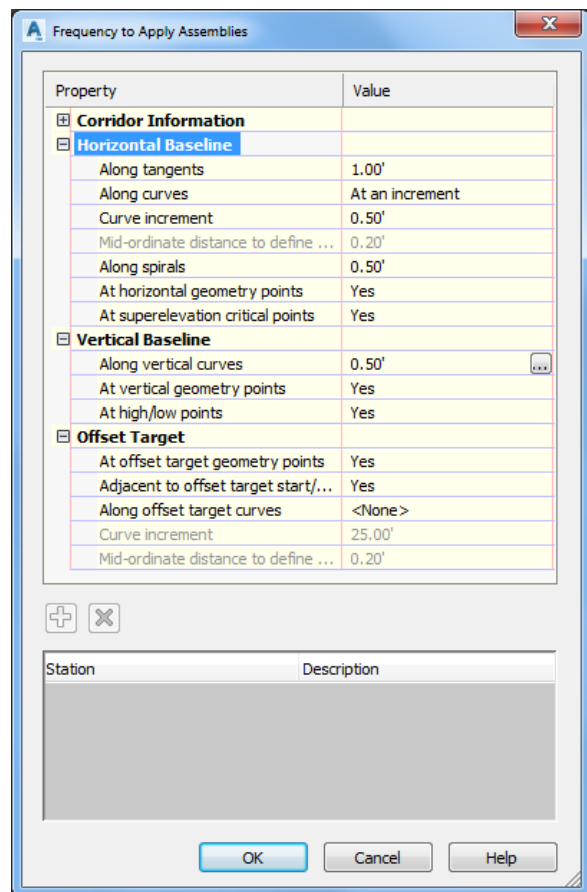 Frequency to Apply Assemblies
Property Value
Corridor Information
Horizontal Baseline
Along tangents 1.00'
Along curves At an increment
Curve increment 0.50'
Mid-ordinate distance to define ... 0.20'
Along spirals 0.50'
At horizontal geometry points Yes
At superelevation critical points Yes
Vertical Baseline
Along vertical curves 0.50' ...
At vertical geometry points Yes
At high/low points Yes
Offset Target
At offset target geometry points Yes
Adjacent to offset target start/... Yes
Along offset target curves <None>
Curve increment 25.00'
Mid-ordinate distance to define ... 0.20'
Station Description
OK Cancel Help